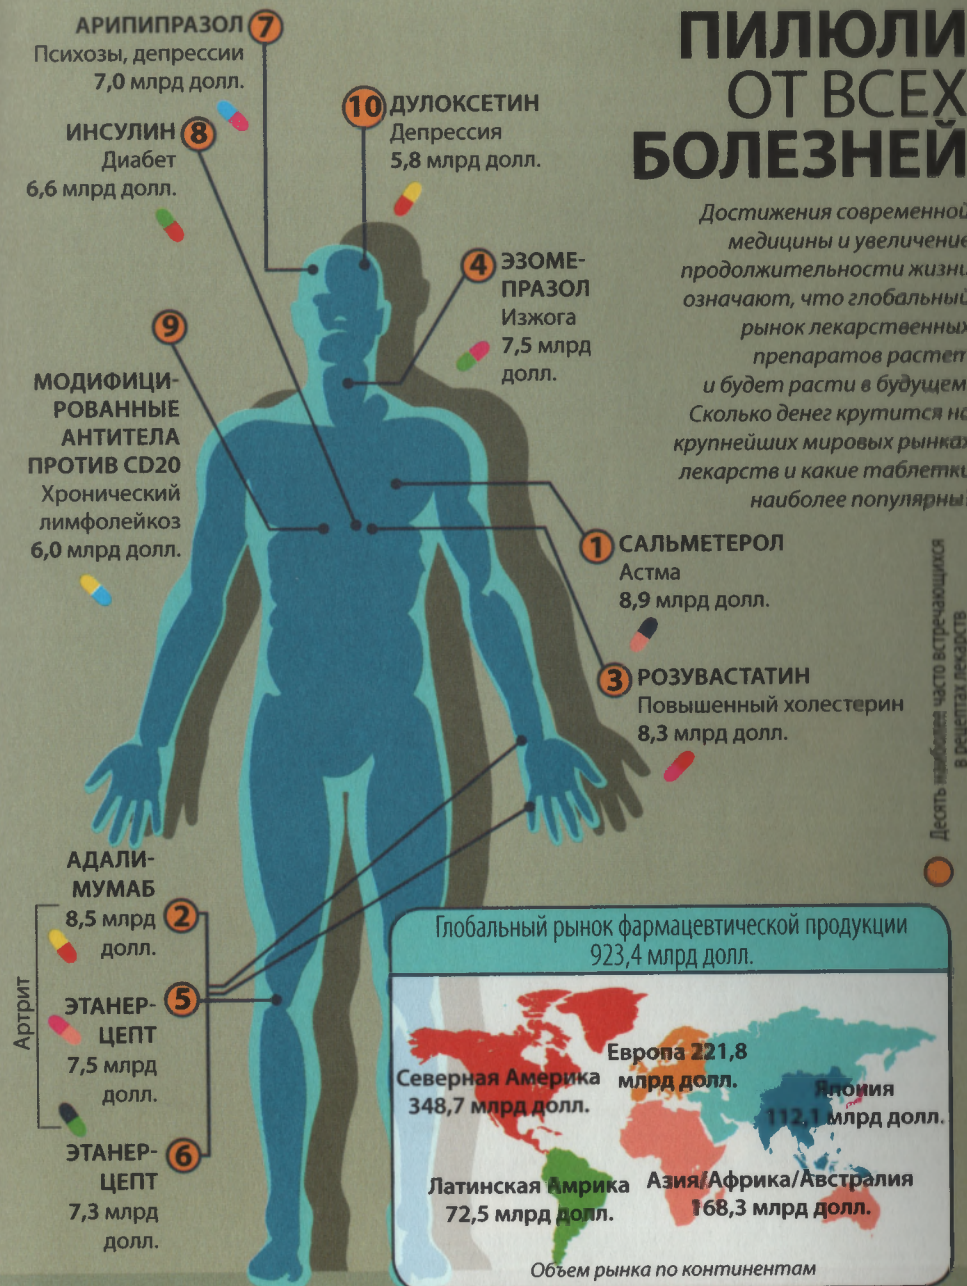 ПИЛЮЛИ
ОТ ВСЕХ
БОЛЕЗНЕЙ
Достижения современной
медицины и увеличение
продолжительности жизни
означают, что глобальный
рынок лекарственных
препаратов растет
и будет расти в будущем.
Сколько денег крутится на
крупнейших мировых рынках
лекарств и какие таблетки
наиболее популярны.
АРИПИПРАЗОЛ 7
Психозы, депрессии
7,0 млрд долл.
ИНСУЛИН 8
Диабет
6,6 млрд долл.
10 ДУЛОКСЕТИН
Депрессия
5,8 млрд долл.
4 ЭЗОМЕ-
ПРАЗОЛ
Изжога
7,5 млрд
долл.
9
МОДИФИЦИ-
РОВАННЫЕ
АНТИТЕЛА
ПРОТИВ CD20
Хронический
лимфолейкоз
6,0 млрд долл.
1 САЛЬМЕТЕРОЛ
Астма
8,9 млрд долл.
3 РОЗУВАСТАТИН
Повышенный холестерин
8,3 млрд долл.
Десять наиболее часто встречающихся
в рецептах лекарств
Артрит
АДАЛИ-
МУМАБ
8,5 млрд 2
долл.
ЭТАНЕР- 5
ЦЕПТ
7,5 млрд
долл.
ЭТАНЕР- 6
ЦЕПТ
7,3 млрд
долл.
Глобальный рынок фармацевтической продукции
923,4 млрд долл.
Европа 221,8
млрд долл.
Северная Америка
348,7 млрд долл.
Япония
112,1 млрд долл.
Латинская Амрика
72,5 млрд долл.
Азия/Африка/Австралия
168,3 млрд долл.
Объем рынка по континентам